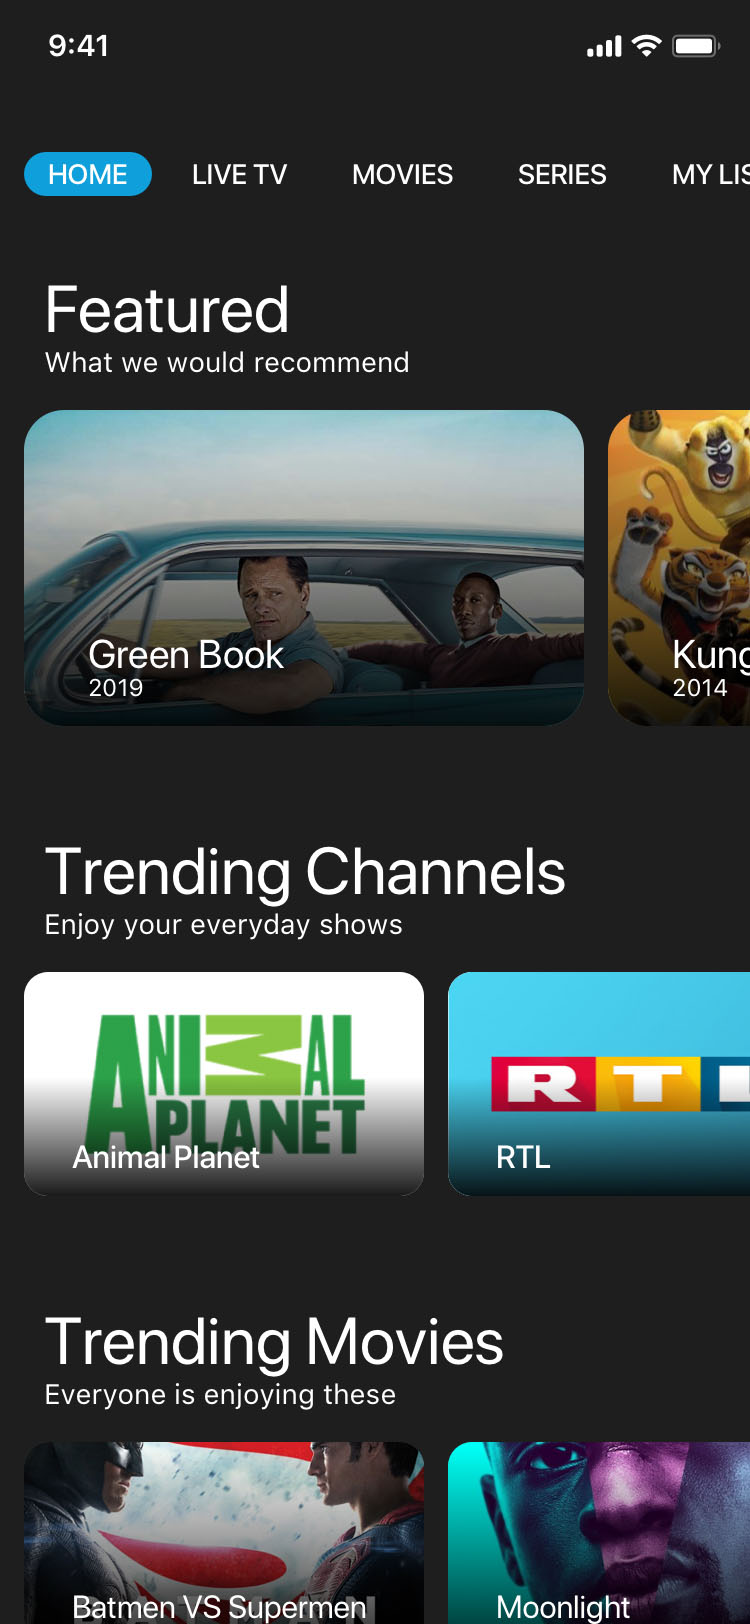 9:41
HOME LIVE TV MOVIES SERIES MY LIS
Featured
What we would recommend
Green Book
2019
Kung
2014
Trending Channels
Enjoy your everyday shows
ANIMAL
PLANET
Animal Planet
RT
RTL
Trending Movies
Everyone is enjoying these
Batmen VS Supermen
Moonlight